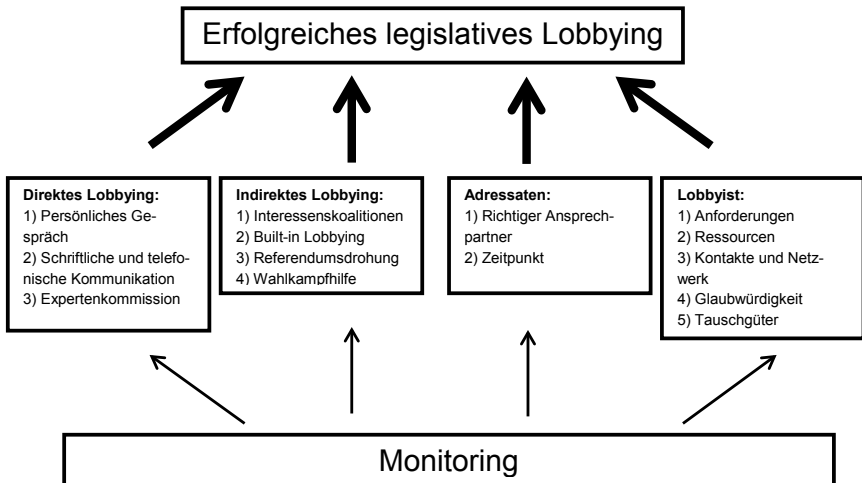 Erfolgreiches legislatives Lobbying
Direktes Lobbying:
1) Persönliches Ge-
spräch
2) Schriftliche und telefo-
nische Kommunikation
3) Expertenkommission
Indirektes Lobbying:
1) Interessenskoalitionen
2) Built-in Lobbying
3) Referendumsdrohung
4) Wahlkampfhilfe
Adressaten:
1) Richtiger Ansprech-
partner
2) Zeitpunkt
Lobbyist:
1) Anforderungen
2) Ressourcen
3) Kontakte und Netz-
werk
4) Glaubwürdigkeit
5) Tauschgüter
Monitoring